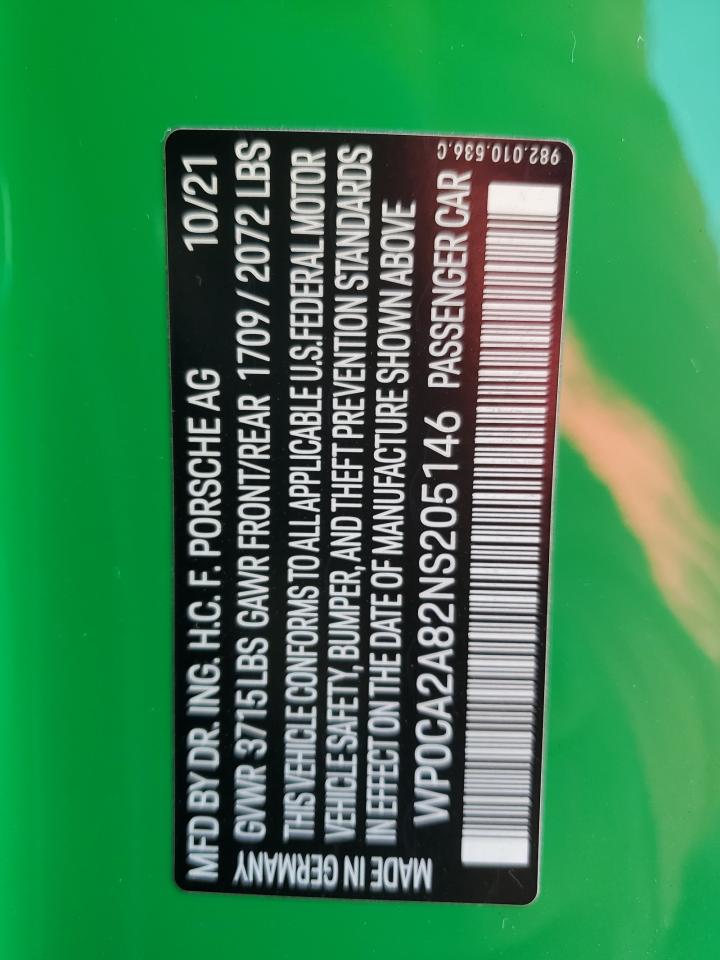 MFD BY DR. ING. H.C. F. PORSCHE AG 10/21
GVWR 3715 LBS GAWR FRONT/REAR 1709 / 2072 LBS
THIS VEHICLE CONFORMS TO ALL APPLICABLE U.S. FEDERAL MOTOR
VEHICLE SAFETY, BUMPER, AND THEFT PREVENTION STANDARDS
IN EFFECT ON THE DATE OF MANUFACTURE SHOWN ABOVE
WP0CA2A82NS205146 PASSENGER CAR
MADE IN GERMANY
982.010.536.C